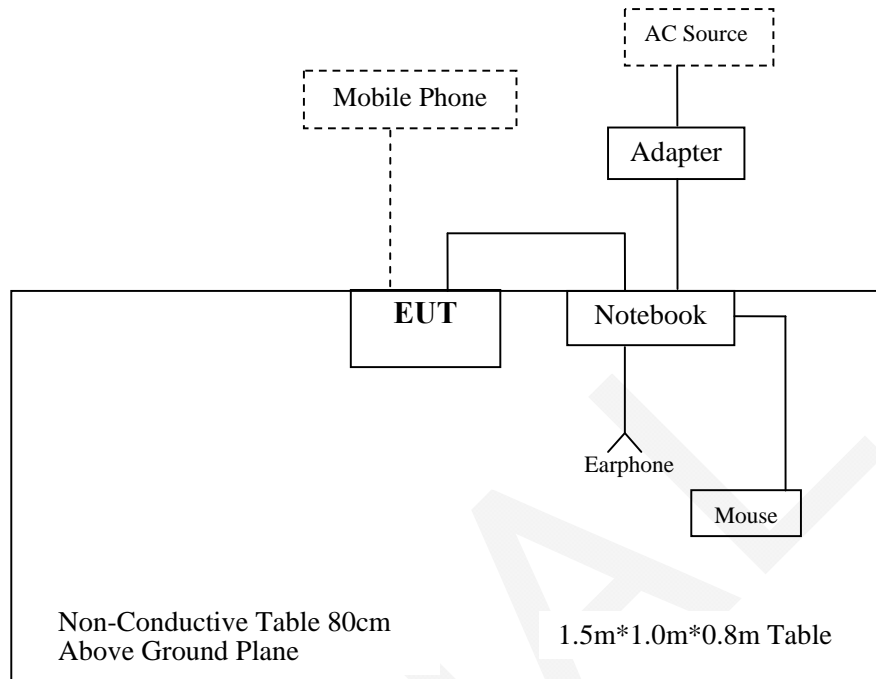 AC Source
Mobile Phone
Adapter
EUT
Notebook
Earphone
Mouse
Non-Conductive Table 80cm
Above Ground Plane
1.5m*1.0m*0.8m Table